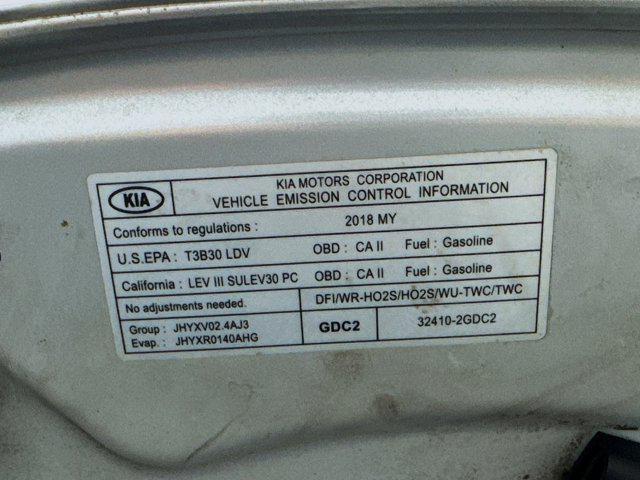 KIA
KIA MOTORS CORPORATION
VEHICLE EMISSION CONTROL INFORMATION
Conforms to regulations : 2018 MY
U.S.EPA : T3B30 LDV OBD : CA II Fuel : Gasoline
California : LEV III SULEV30 PC OBD : CA II Fuel : Gasoline
No adjustments needed. DFI/WR-HO2S/HO2S/WU-TWC/TWC
Group : JHYXV02.4AJ3 GDC2 32410-2GDC2
Evap. : JHYXR0140AHG